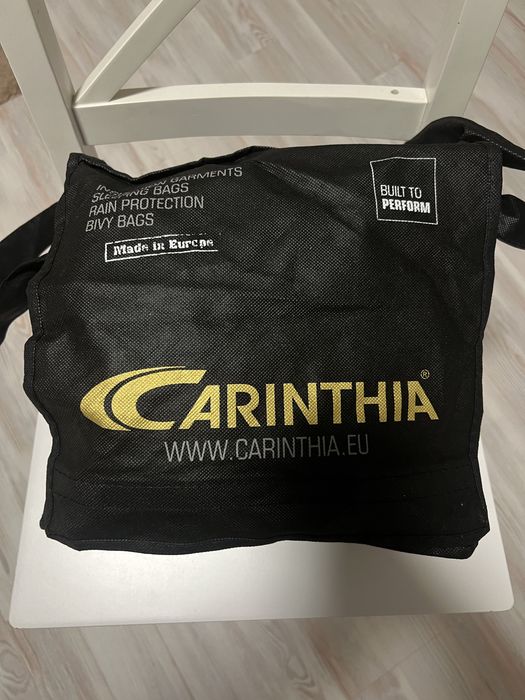 GARMENTS
SLEEPING BAGS
RAIN PROTECTION
BIVY BAGS
Made in Europe
BUILT TO
PERFORM
CARINTHIA®
WWW.CARINTHIA.EU